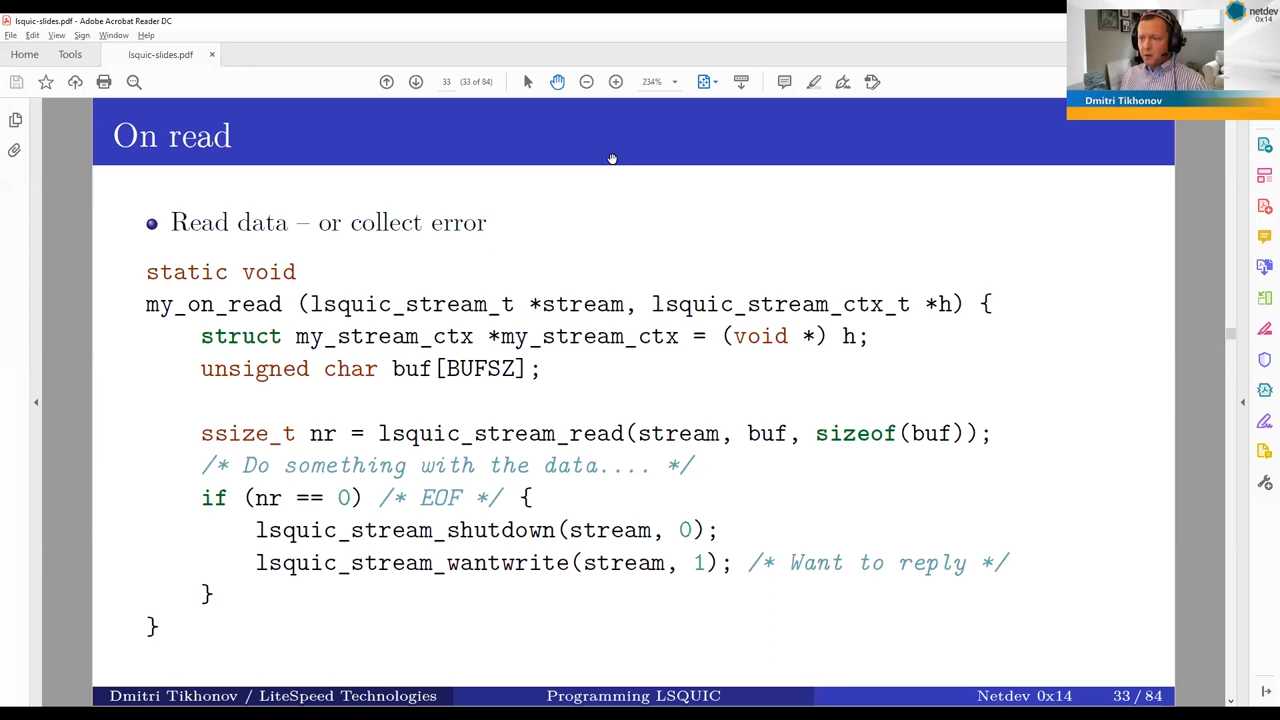 lsquic-slides.pdf - Adobe Acrobat Reader DC
File Edit View Sign Window Help
Home Tools lsquic-slides.pdf ×
33 (33 of 84) 234%
netdev
0x14
Dmitri Tikhonov
On read
Read data – or collect error
static void
my_on_read (lsquic_stream_t *stream, lsquic_stream_ctx_t *h) {
struct my_stream_ctx *my_stream_ctx = (void *) h;
unsigned char buf[BUFSZ];
ssize_t nr = lsquic_stream_read(stream, buf, sizeof(buf));
/* Do something with the data.... */
if (nr == 0) /* EOF */ {
lsquic_stream_shutdown(stream, 0);
lsquic_stream_wantwrite(stream, 1); /* Want to reply */
}
}
Dmitri Tikhonov / LiteSpeed Technologies Programming LSQUIC Netdev 0x14 33 / 84